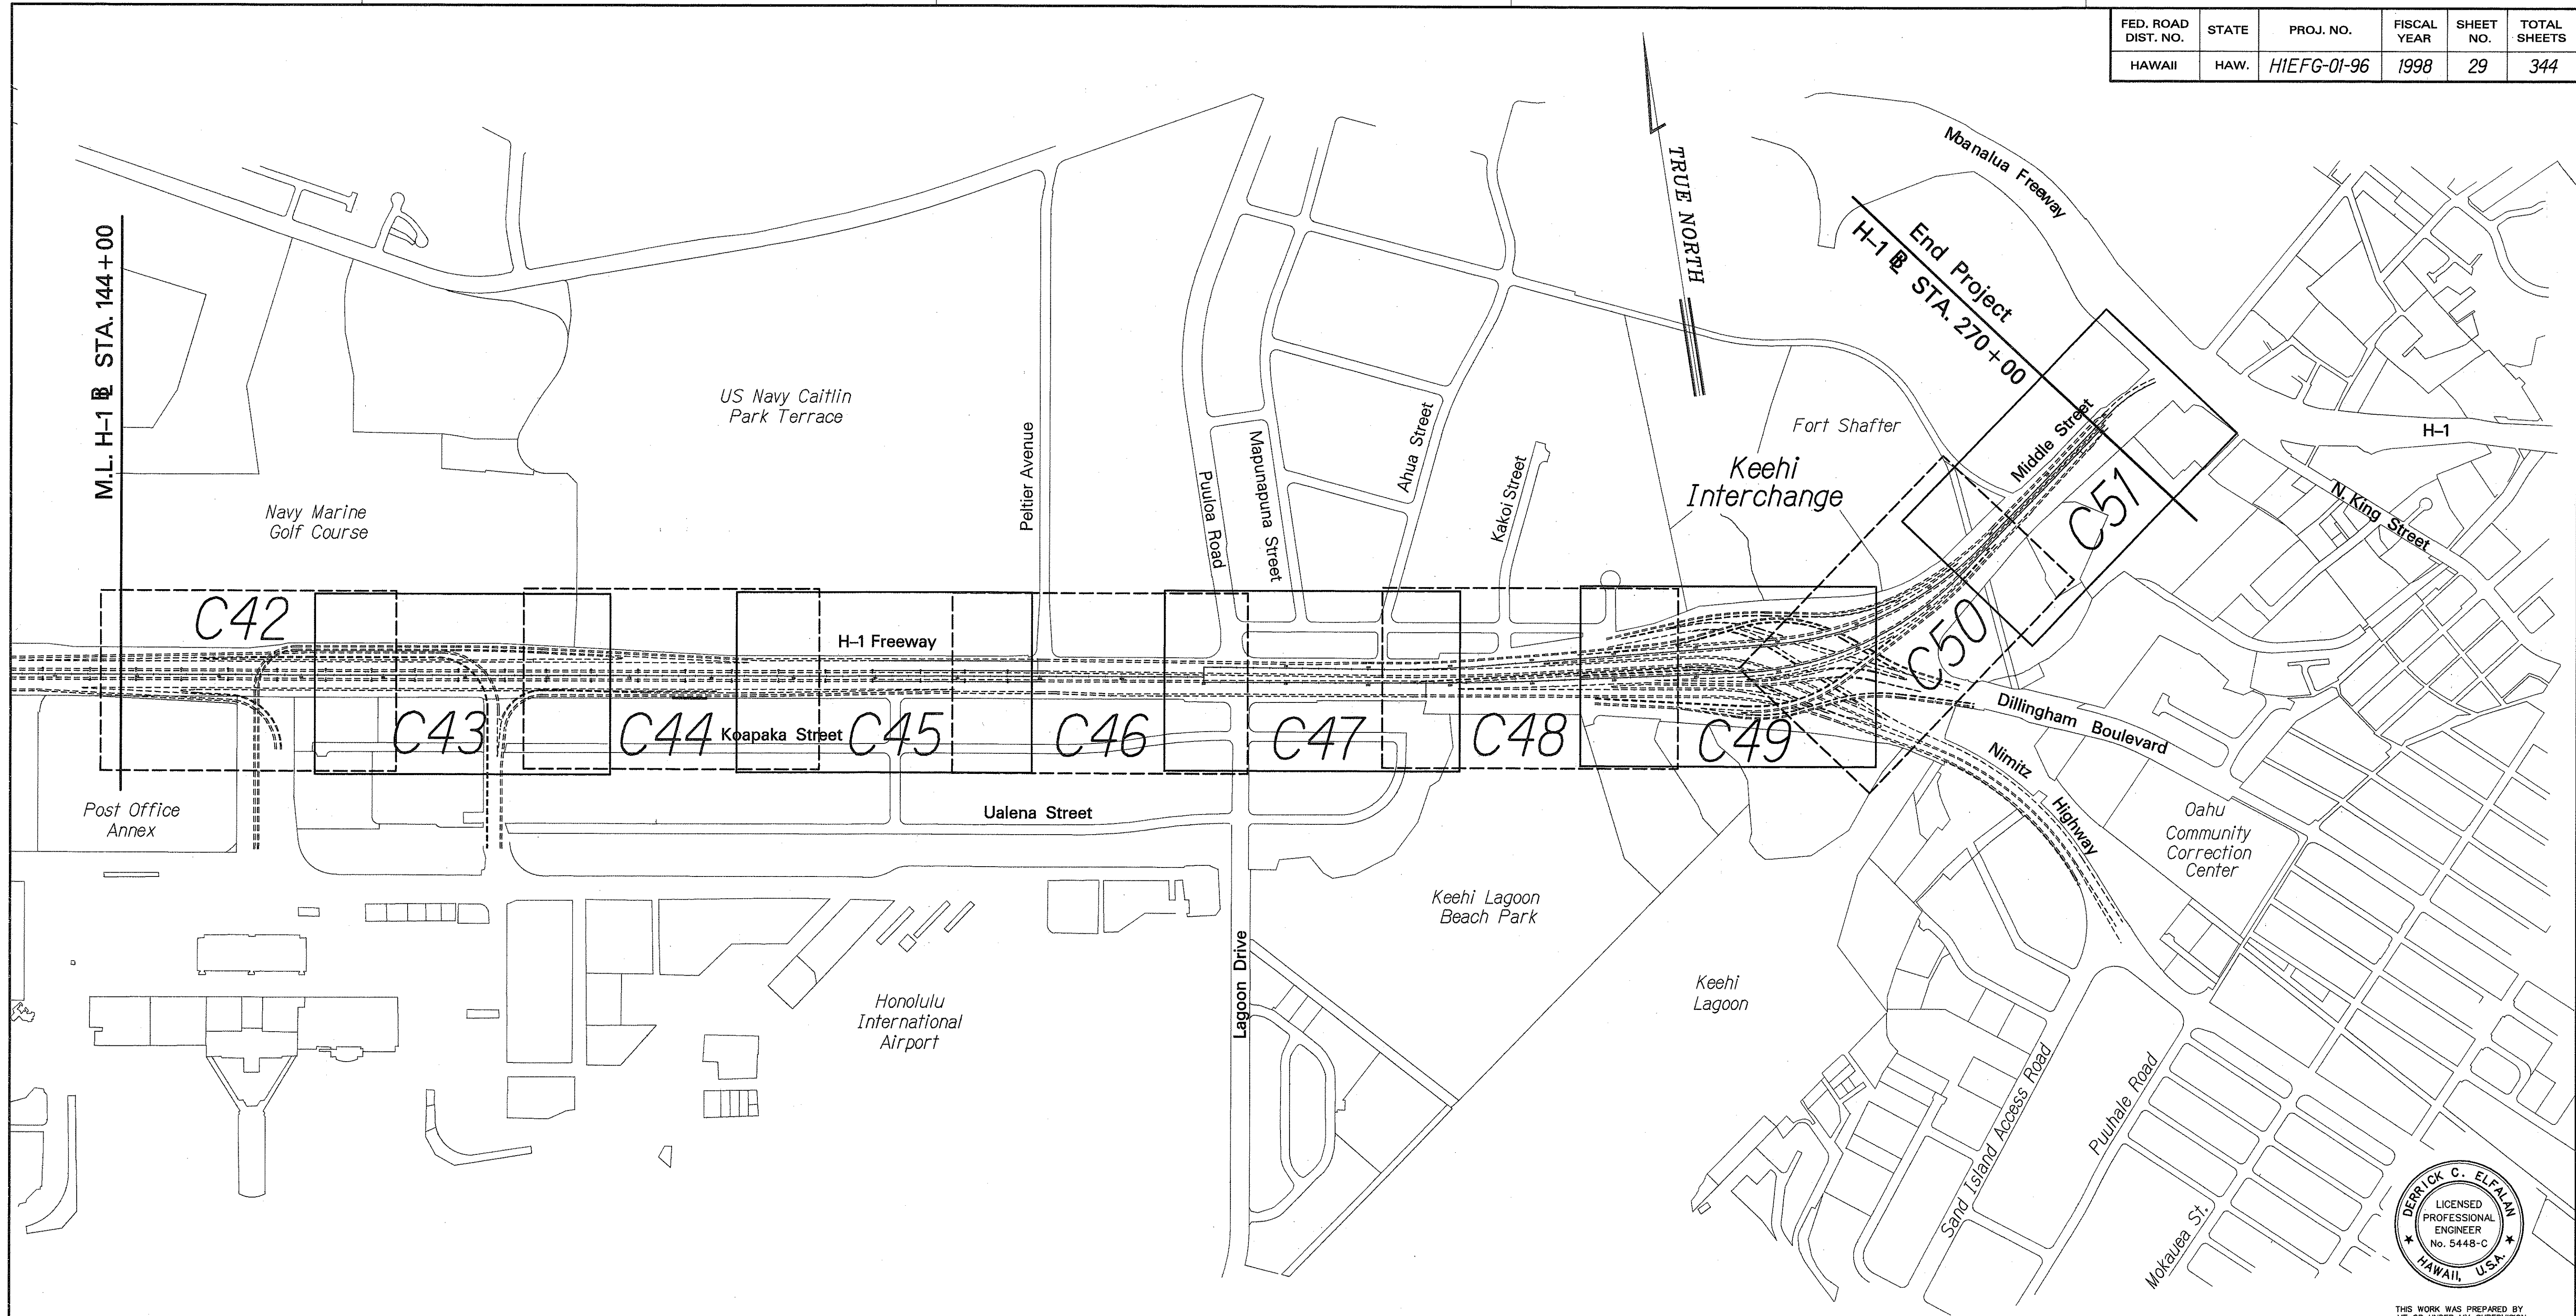 FED. ROAD DIST. NO.
STATE
PROJ. NO.
FISCAL YEAR
SHEET NO.
TOTAL SHEETS
HAWAII
HAW.
H1EFG-01-96
1998
29
344
TRUE NORTH
Moanalua Freeway
End Project
H-1 BL STA. 270+00
M.L. H-1 BL STA. 144+00
US Navy Caitlin
Park Terrace
Peltier Avenue
Puuloa Road
Mapunapuna Street
Ahua Street
Kakoi Street
Keehi
Interchange
Fort Shafter
Middle Street
H-1
N. King Street
Navy Marine
Golf Course
C42
C43
C44
C45
C46
C47
C48
C49
C50
C51
H-1 Freeway
Koapaka Street
Dillingham Boulevard
Nimitz Highway
Post Office
Annex
Ualena Street
Oahu
Community
Correction
Center
Keehi Lagoon
Beach Park
Lagoon Drive
Keehi
Lagoon
Honolulu
International
Airport
Sand Island Access Road
Puuhale Road
Mokauea St.
DERRICK C. ELFALAN
LICENSED
PROFESSIONAL
ENGINEER
No. 5448-C
HAWAII, U.S.A.
THIS WORK WAS PREPARED BY